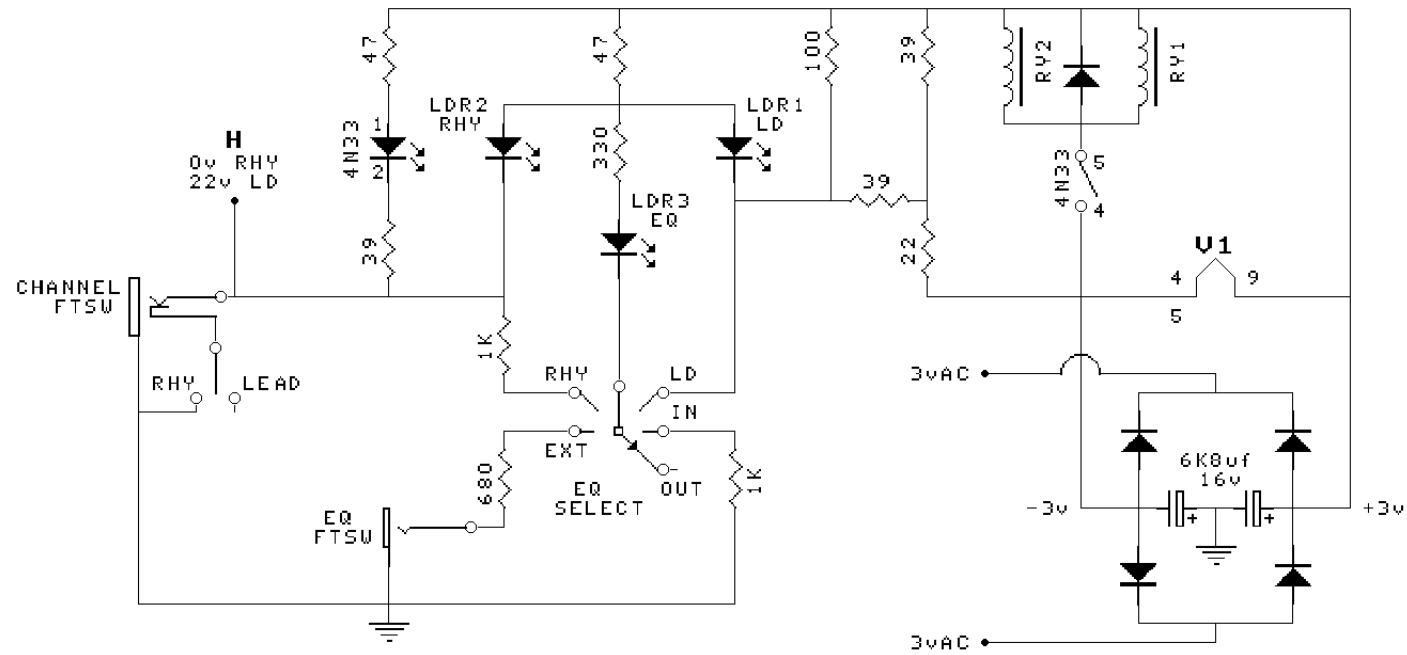 47
47
100
39
RY2
RY1
LDR2
RHY
LDR1
LD
H
0v RHY
22v LD
4N33
1
2
330
5
4N33
4
39
LDR3
EQ
39
22
V1
4
9
5
CHANNEL
FTSW
1K
RHY
LEAD
RHY
LD
3vAC
IN
EXT
680
OUT
1K
EQ
SELECT
6K8uf
16v
EQ
FTSW
-3v
+
+
+3v
3vAC